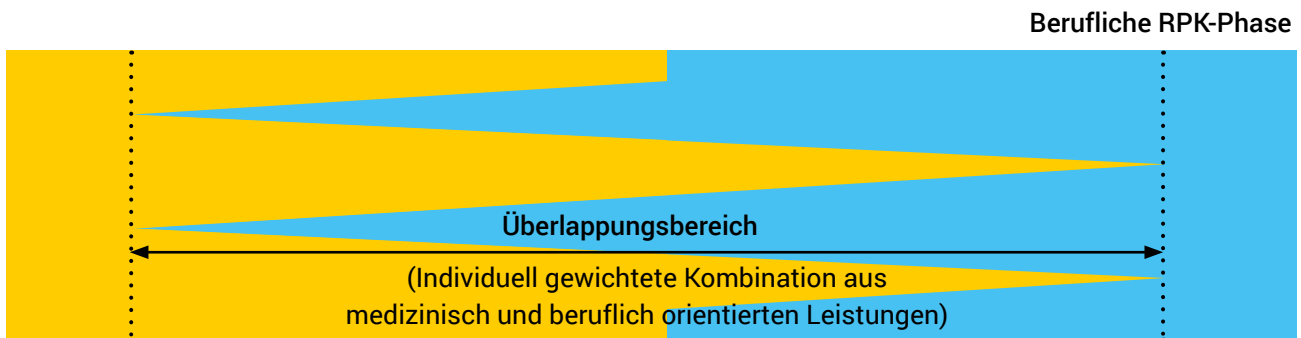 Berufliche RPK-Phase
Überlappungsbereich
(Individuell gewichtete Kombination aus
medizinisch und beruflich orientierten Leistungen)